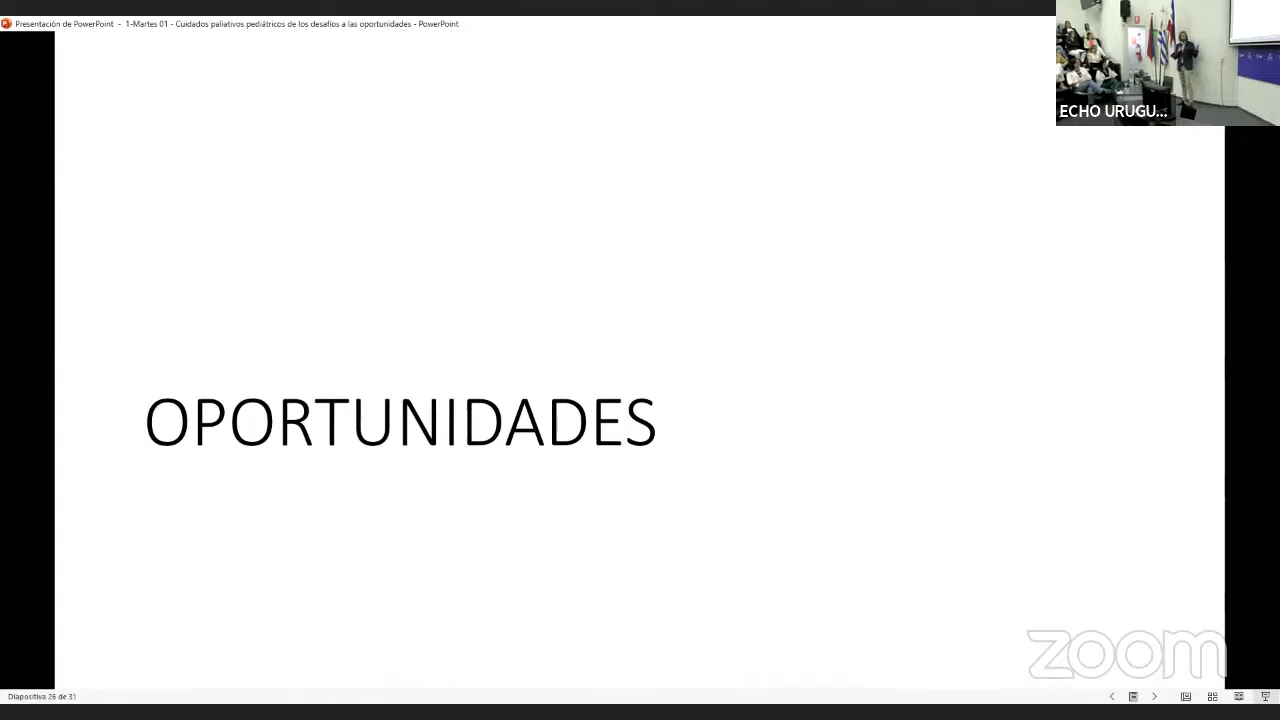 Presentación de PowerPoint - 1-Martes 01 - Cuidados paliativos pediátricos de los desafíos a las oportunidades - PowerPoint
ECHO URUGU...
OPORTUNIDADES
zoom
Diapositiva 26 de 31